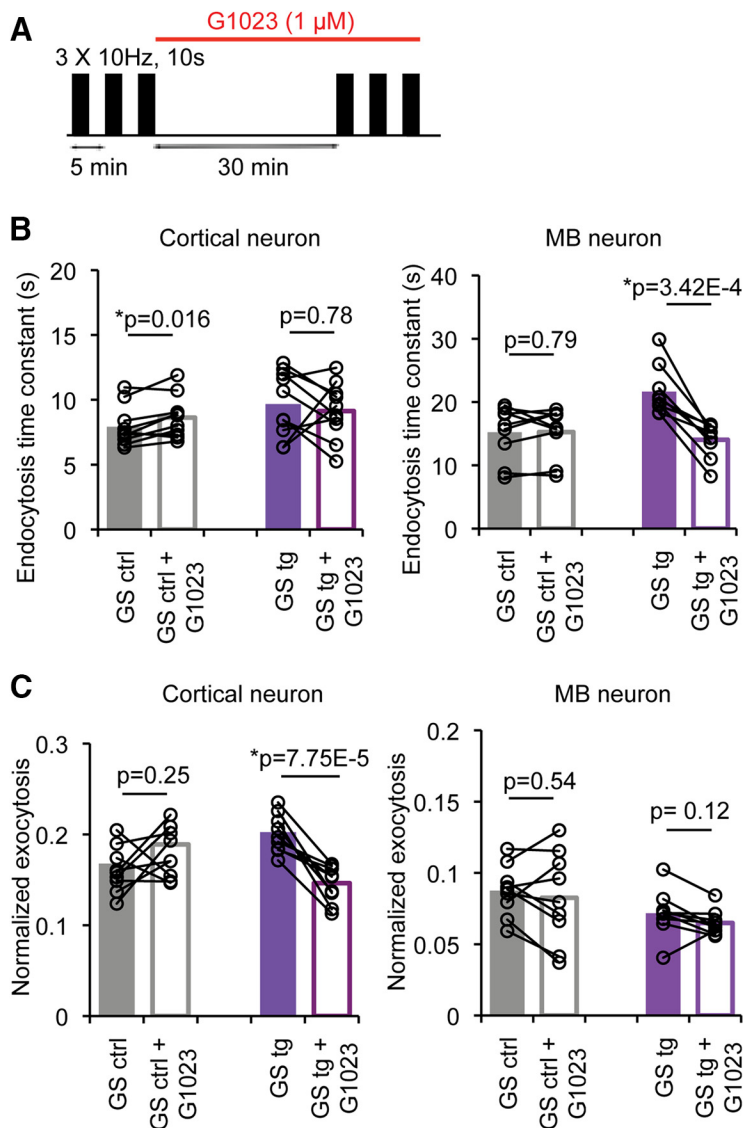 A
G1023 (1 µM)
3 X 10Hz, 10s
5 min
30 min
B
Cortical neuron
Endocytosis time constant (s)
20
15
10
5
0
*p=0.016
p=0.78
GS ctrl
GS ctrl +
G1023
GS tg
GS tg +
G1023
MB neuron
Endocytosis time constant (s)
40
30
20
10
0
p=0.79
*p=3.42E-4
GS ctrl
GS ctrl +
G1023
GS tg
GS tg +
G1023
C
Cortical neuron
Normalized exocytosis
0.3
0.2
0.1
0
p=0.25
*p=7.75E-5
GS ctrl
GS ctrl +
G1023
GS tg
GS tg +
G1023
MB neuron
Normalized exocytosis
0.2
0.15
0.1
0.05
0
p=0.54
p= 0.12
GS ctrl
GS ctrl +
G1023
GS tg
GS tg +
G1023